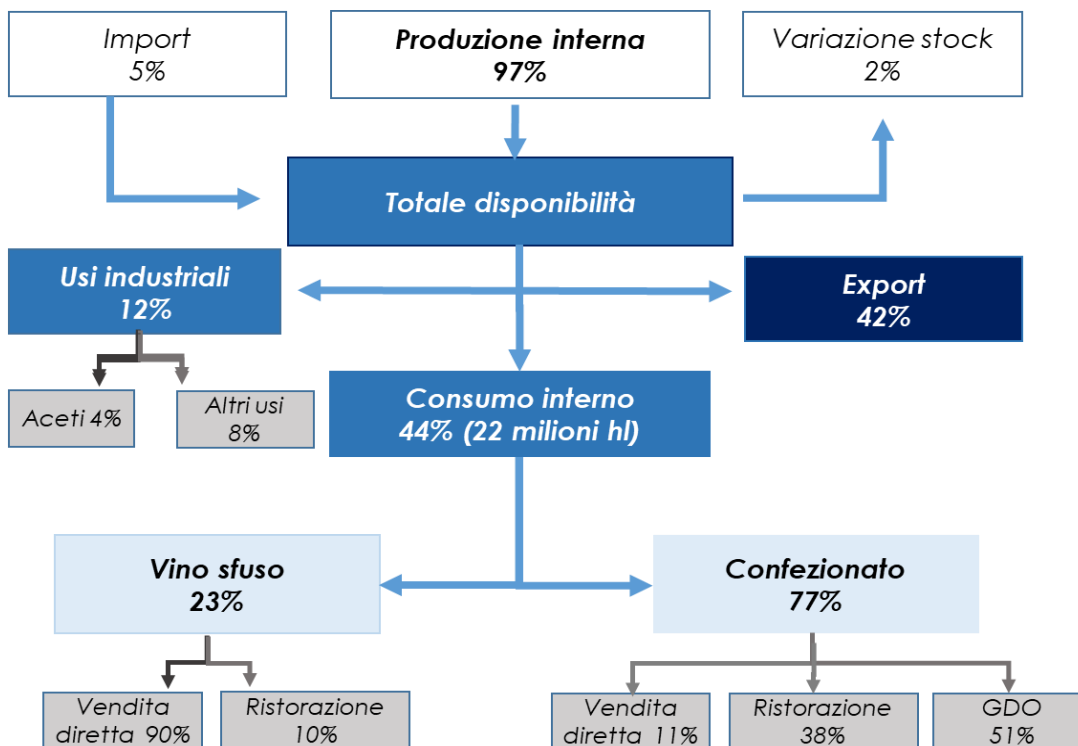 Import
5%
Produzione interna
97%
Variazione stock
2%
Totale disponibilità
Usi industriali
12%
Export
42%
Aceti 4%
Altri usi
8%
Consumo interno
44% (22 milioni hl)
Vino sfuso
23%
Confezionato
77%
Vendita
diretta 90%
Ristorazione
10%
Vendita
diretta 11%
Ristorazione
38%
GDO
51%